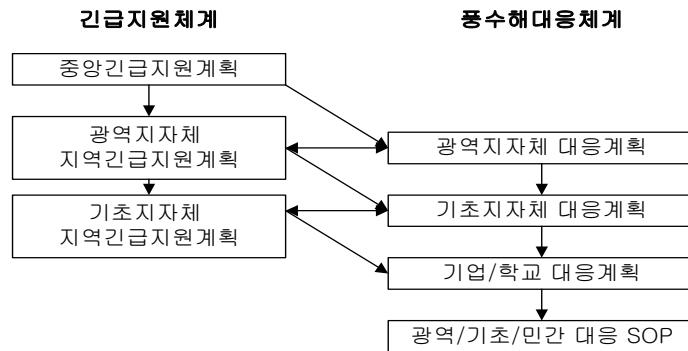 긴급지원체계
풍수해대응체계
중앙긴급지원계획
광역지자체
지역긴급지원계획
광역지자체 대응계획
기초지자체
지역긴급지원계획
기초지자체 대응계획
기업/학교 대응계획
광역/기초/민간 대응 SOP